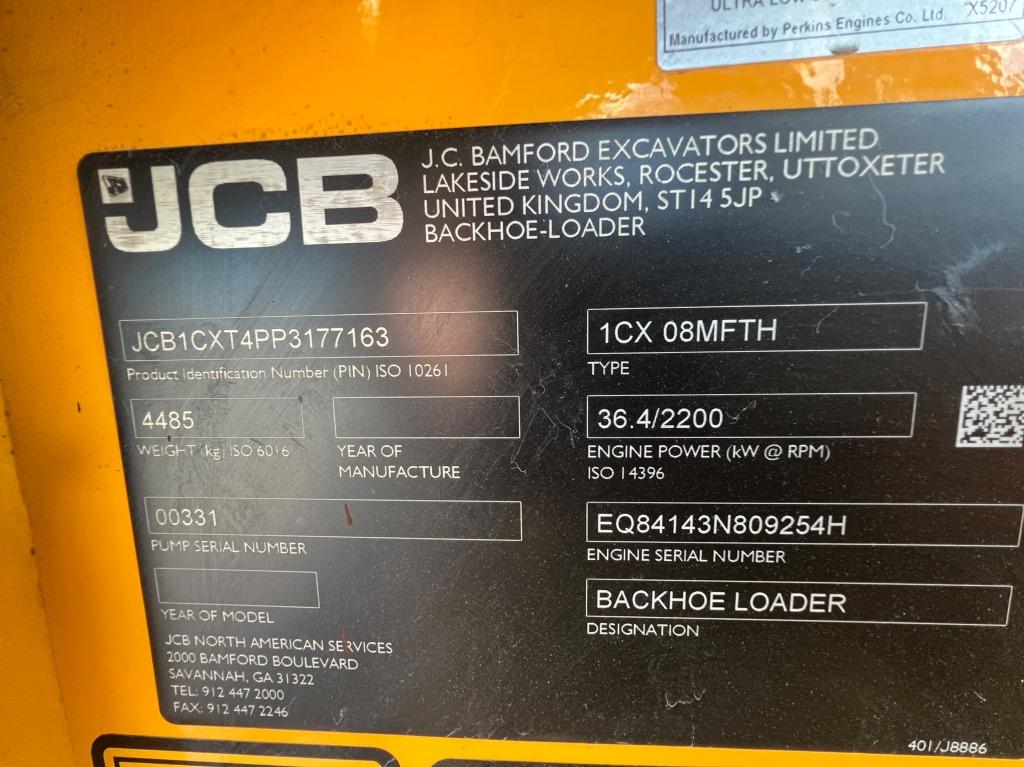 ULTRA LOW
X5207
Manufactured by Perkins Engines Co. Ltd.
JCB
J.C. BAMFORD EXCAVATORS LIMITED
LAKESIDE WORKS, ROCESTER, UTTOXETER
UNITED KINGDOM, ST14 5JP
BACKHOE-LOADER
JCB1CXT4PP3177163
Product Identification Number (PIN) ISO 10261
1CX 08MFTH
TYPE
4485
WEIGHT (kg) ISO 6016
YEAR OF
MANUFACTURE
36.4/2200
ENGINE POWER (kW @ RPM)
ISO 14396
00331
PUMP SERIAL NUMBER
EQ84143N809254H
ENGINE SERIAL NUMBER
YEAR OF MODEL
BACKHOE LOADER
DESIGNATION
JCB NORTH AMERICAN SERVICES
2000 BAMFORD BOULEVARD
SAVANNAH, GA 31322
TEL: 912 447 2000
FAX: 912 447 2246
401/J8886